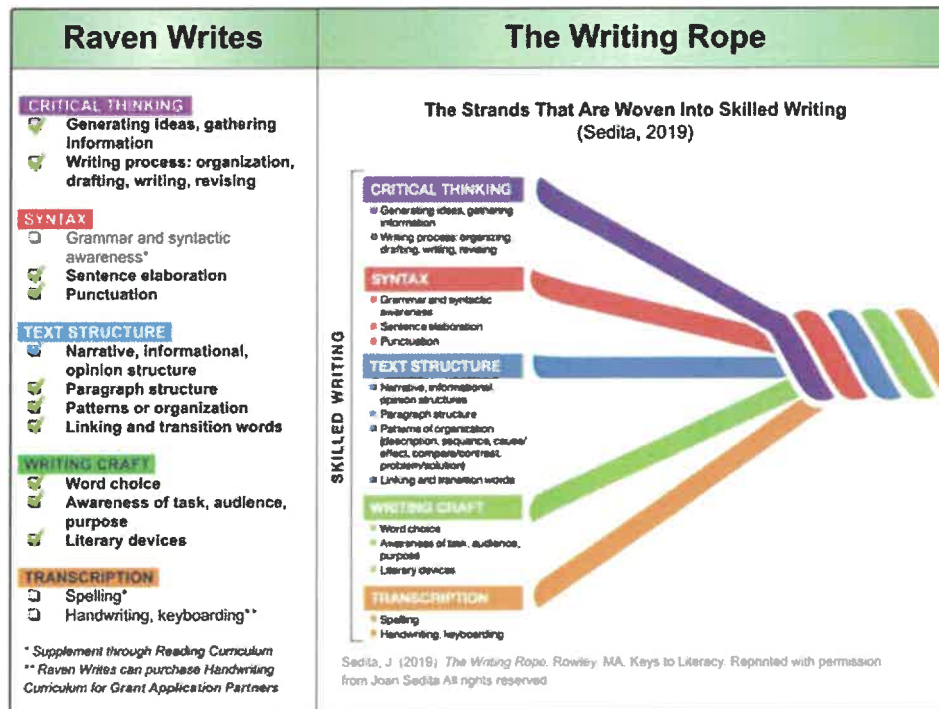 Raven Writes
CRITICAL THINKING
Generating ideas, gathering
information
Writing process: organization,
drafting, writing, revising
SYNTAX
Grammar and syntactic
awareness*
Sentence elaboration
Punctuation
TEXT STRUCTURE
Narrative, informational,
opinion structure
Paragraph structure
Patterns or organization
Linking and transition words
WRITING CRAFT
Word choice
Awareness of task, audience,
purpose
Literary devices
TRANSCRIPTION
Spelling*
Handwriting, keyboarding**
* Supplement through Reading Curriculum
** Raven Writes can purchase Handwriting
Curriculum for Grant Application Partners
The Writing Rope
The Strands That Are Woven Into Skilled Writing
(Sedita, 2019)
SKILLED WRITING
CRITICAL THINKING
Generating ideas, gathering
information
Writing process: organizing
drafting, writing, revising
SYNTAX
Grammar and syntactic
awareness
Sentence elaboration
Punctuation
TEXT STRUCTURE
Narrative, informational,
opinion structures
Paragraph structure
Patterns of organization
(description, sequence, cause/
effect, compare/contrast,
problem/solution)
Linking and transition words
WRITING CRAFT
Word choice
Awareness of task, audience,
purpose
Literary devices
TRANSCRIPTION
Spelling
Handwriting, keyboarding
Sedita, J. (2019) The Writing Rope. Rowley, MA. Keys to Literacy. Reprinted with permission
from Joan Sedita All rights reserved